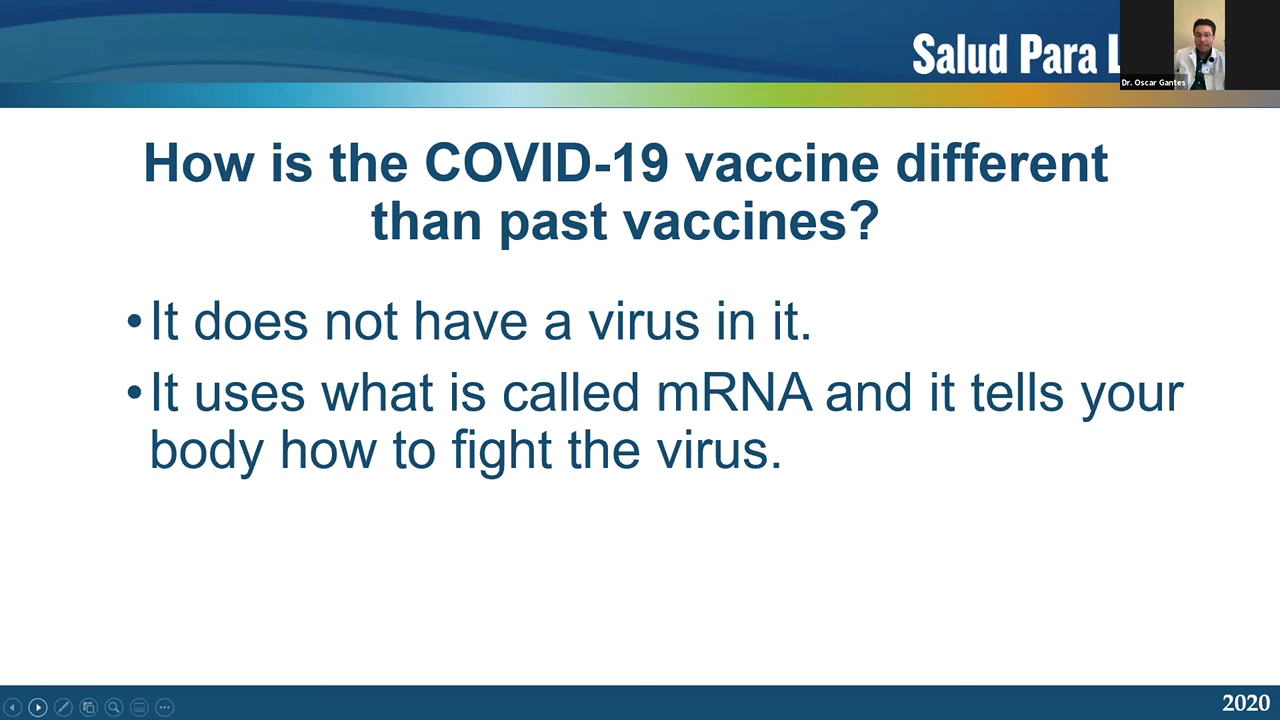 Salud Para L
Dr. Oscar Gantes
How is the COVID-19 vaccine different
than past vaccines?
•It does not have a virus in it.
•It uses what is called mRNA and it tells your
body how to fight the virus.
2020